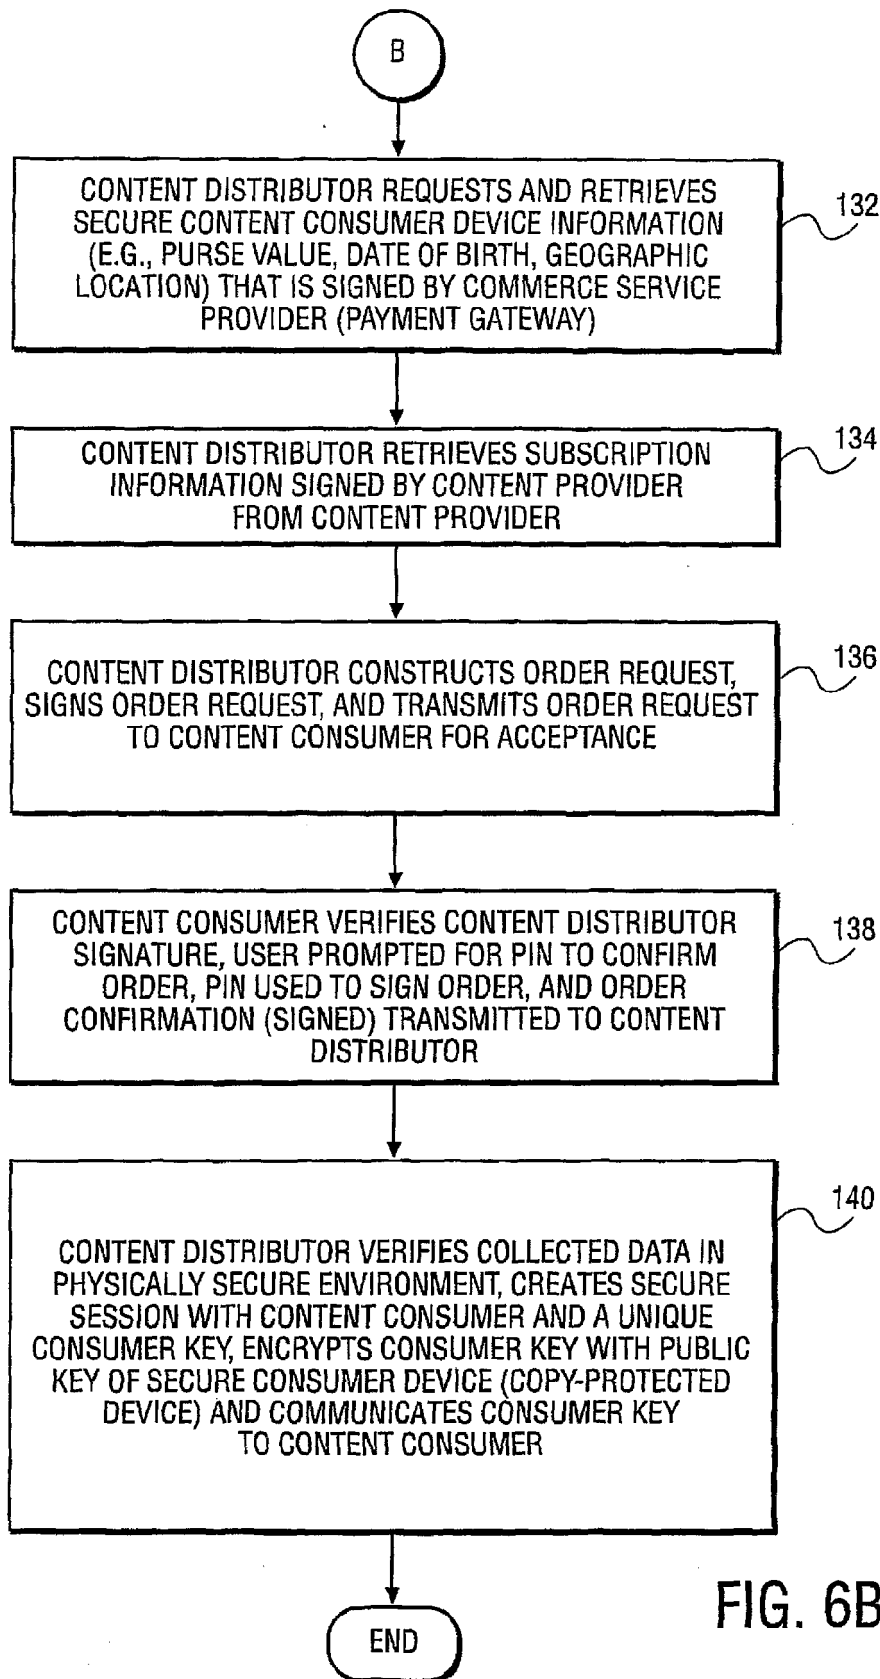 B
CONTENT DISTRIBUTOR REQUESTS AND RETRIEVES
SECURE CONTENT CONSUMER DEVICE INFORMATION
(E.G., PURSE VALUE, DATE OF BIRTH, GEOGRAPHIC
LOCATION) THAT IS SIGNED BY COMMERCE SERVICE
PROVIDER (PAYMENT GATEWAY)
132
CONTENT DISTRIBUTOR RETRIEVES SUBSCRIPTION
INFORMATION SIGNED BY CONTENT PROVIDER
FROM CONTENT PROVIDER
134
CONTENT DISTRIBUTOR CONSTRUCTS ORDER REQUEST,
SIGNS ORDER REQUEST, AND TRANSMITS ORDER REQUEST
TO CONTENT CONSUMER FOR ACCEPTANCE
136
CONTENT CONSUMER VERIFIES CONTENT DISTRIBUTOR
SIGNATURE, USER PROMPTED FOR PIN TO CONFIRM
ORDER, PIN USED TO SIGN ORDER, AND ORDER
CONFIRMATION (SIGNED) TRANSMITTED TO CONTENT
DISTRIBUTOR
138
CONTENT DISTRIBUTOR VERIFIES COLLECTED DATA IN
PHYSICALLY SECURE ENVIRONMENT, CREATES SECURE
SESSION WITH CONTENT CONSUMER AND A UNIQUE
CONSUMER KEY, ENCRYPTS CONSUMER KEY WITH PUBLIC
KEY OF SECURE CONSUMER DEVICE (COPY-PROTECTED
DEVICE) AND COMMUNICATES CONSUMER KEY
TO CONTENT CONSUMER
140
END
FIG. 6B